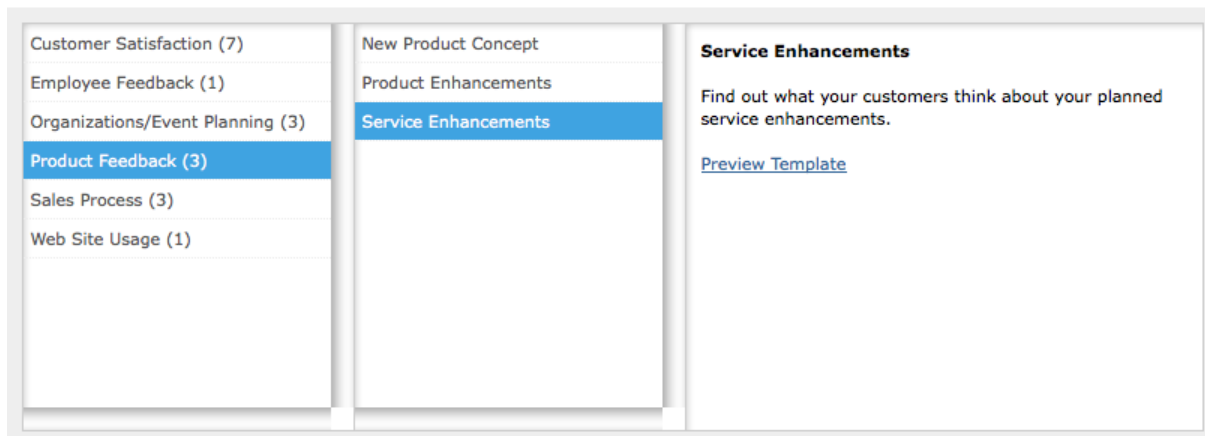 Customer Satisfaction (7)
Employee Feedback (1)
Organizations/Event Planning (3)
Product Feedback (3)
Sales Process (3)
Web Site Usage (1)
New Product Concept
Product Enhancements
Service Enhancements
Service Enhancements
Find out what your customers think about your planned
service enhancements.
Preview Template